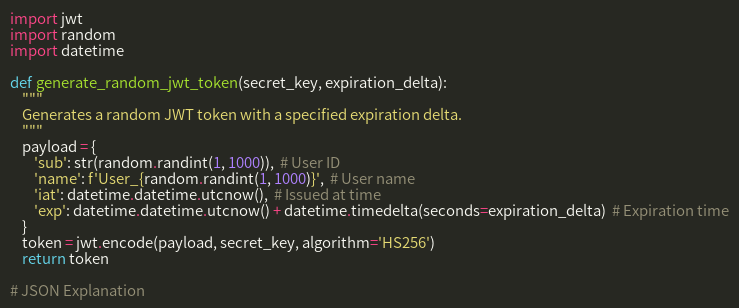 import jwt
import random
import datetime

def generate_random_jwt_token(secret_key, expiration_delta):
    """
    Generates a random JWT token with a specified expiration delta.
    """
    payload = {
        'sub': str(random.randint(1, 1000)),  # User ID
        'name': f'User_{random.randint(1, 1000)}',  # User name
        'iat': datetime.datetime.utcnow(),  # Issued at time
        'exp': datetime.datetime.utcnow() + datetime.timedelta(seconds=expiration_delta)  # Expiration time
    }
    token = jwt.encode(payload, secret_key, algorithm='HS256')
    return token

# JSON Explanation